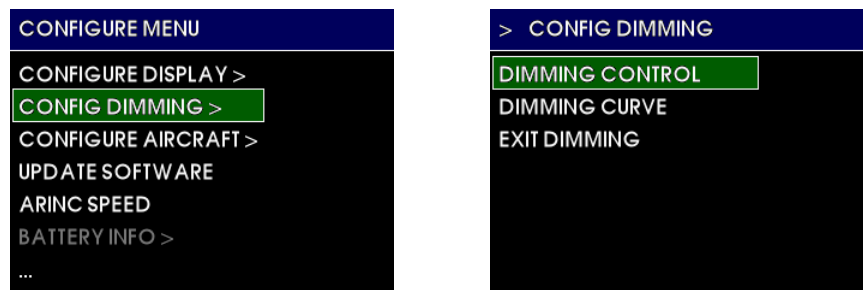 CONFIGURE MENU
CONFIGURE DISPLAY >
CONFIG DIMMING >
CONFIGURE AIRCRAFT >
UPDATE SOFTWARE
ARINC SPEED
BATTERY INFO >
...
> CONFIG DIMMING
DIMMING CONTROL
DIMMING CURVE
EXIT DIMMING